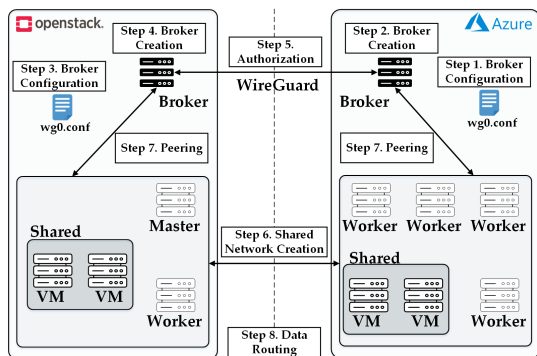 openstack.
Step 4. Broker
Creation
Step 5.
Authorization
Step 2. Broker
Creation
Azure
Step 3. Broker
Configuration
wg0.conf
Broker
WireGuard
Broker
Step 1. Broker
Configuration
wg0.conf
Step 7. Peering
Step 7. Peering
Master
Shared
VM
VM
Worker
Step 6. Shared
Network Creation
Worker
Worker
Worker
Shared
VM
VM
Worker
Step 8. Data
Routing